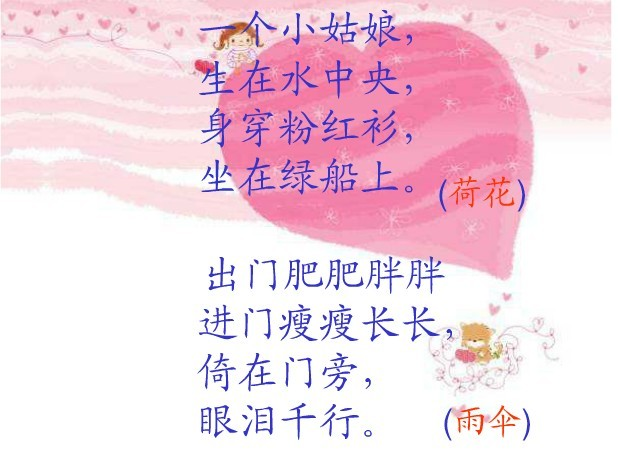 一个小姑娘，
生在水中央，
身穿粉红衫，
坐在绿船上。(荷花)
出门肥肥胖胖
进门瘦瘦长长，
倚在门旁，
眼泪千行。 (雨伞)